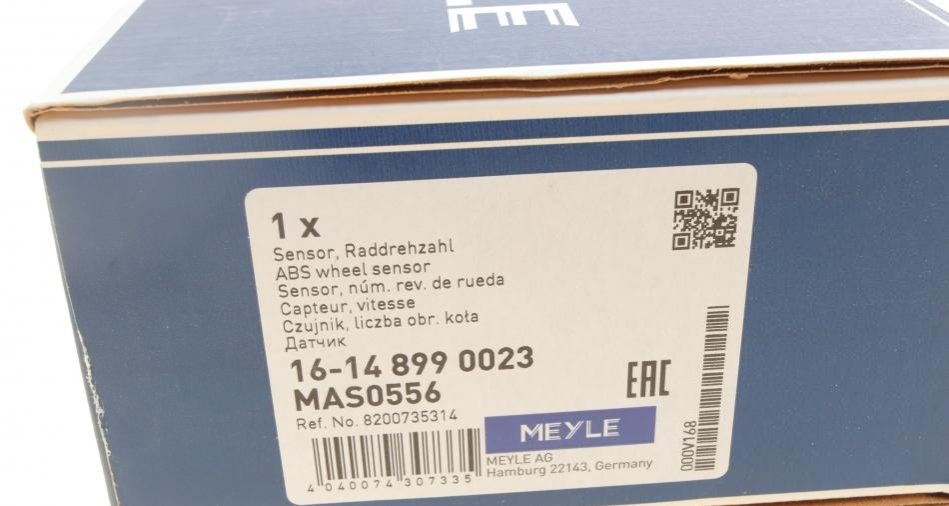 1 x
Sensor, Raddrehzahl
ABS wheel sensor
Sensor, núm. rev. de rueda
Capteur, vitesse
Czujnik, liczba obr. koła
Датчик
16-14 899 0023
MAS0556
Ref. No. 8200735314
EAC
MEYLE
MEYLE AG
Hamburg 22143, Germany
4 040074 307335
000V168